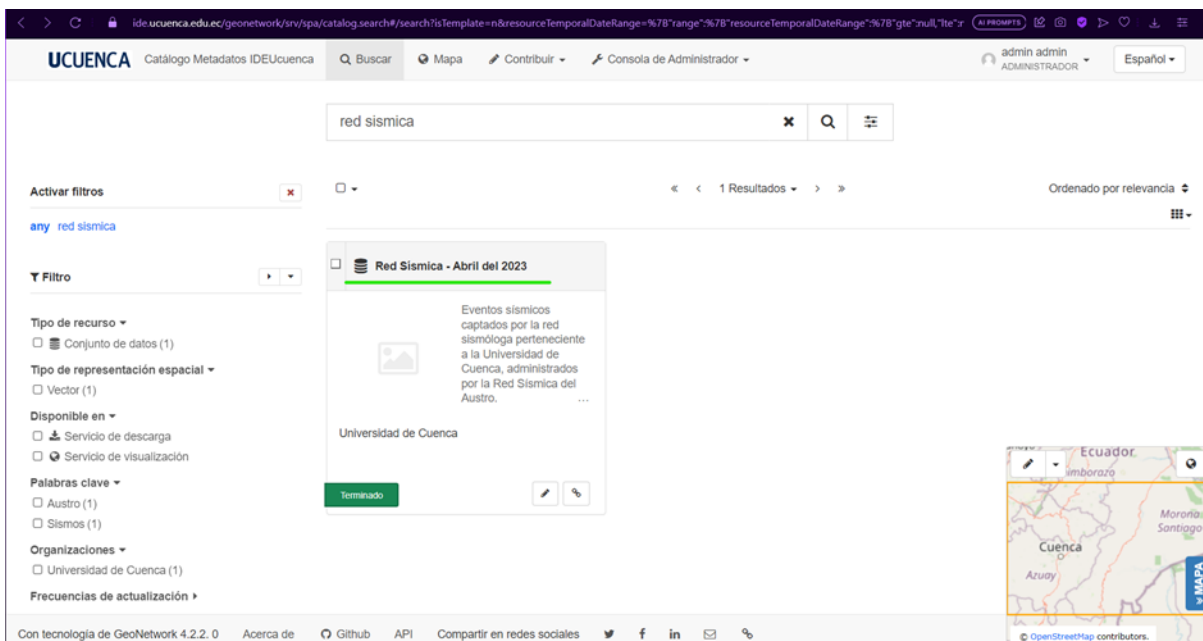 ide.ucuenca.edu.ec/geonetwork/srv/spa/catalog.search#/search?isTemplate=n&resourceTemporalDateRange=%7B"range":%7B"resourceTemporalDateRange":%7B"gte":null,"lte":r
AI PROMPTS
UCUENCA Catálogo Metadatos IDEUcuenca Buscar Mapa Contribuir Consola de Administrador admin admin
ADMINISTRADOR Español
red sismica
Activar filtros
1 Resultados
Ordenado por relevancia
any red sismica
Filtro
Red Sísmica - Abril del 2023
Eventos sísmicos
captados por la red
sismóloga perteneciente
a la Universidad de
Cuenca, administrados
por la Red Sísmica del
Austro. ...
Universidad de Cuenca
Terminado
Tipo de recurso
Conjunto de datos (1)
Tipo de representación espacial
Vector (1)
Disponible en
Servicio de descarga
Servicio de visualización
Palabras clave
Austro (1)
Sismos (1)
Organizaciones
Universidad de Cuenca (1)
Frecuencias de actualización
Ecuador
Morona
Santiago
Cuenca
Azuay
MAPA
© OpenStreetMap contributors.
Con tecnología de GeoNetwork 4.2.2. 0 Acerca de Github API Compartir en redes sociales